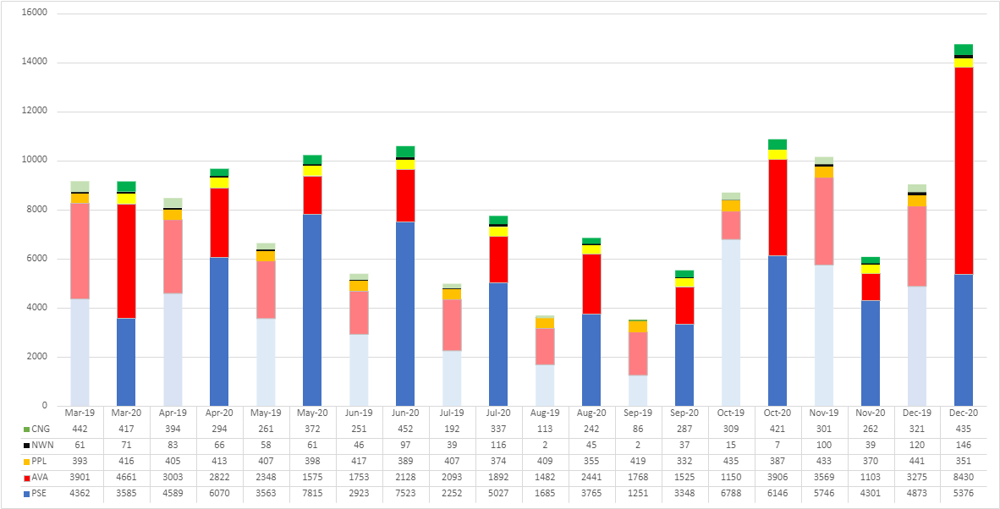 16000
14000
12000
10000
8000
6000
4000
2000
0
Mar-19 Mar-20 Apr-19 Apr-20 May-19 May-20 Jun-19 Jun-20 Jul-19 Jul-20 Aug-19 Aug-20 Sep-19 Sep-20 Oct-19 Oct-20 Nov-19 Nov-20 Dec-19 Dec-20
CNG 442 417 394 294 261 372 251 452 192 337 113 242 86 287 309 421 301 262 321 435
NWN 61 71 83 66 58 61 46 97 39 116 2 45 2 37 15 7 100 39 120 146
PPL 393 416 405 413 407 398 417 389 407 374 409 355 419 332 435 387 433 370 441 351
AVA 3901 4661 3003 2822 2348 1575 1753 2128 2093 1892 1482 2441 1768 1525 1150 3906 3569 1103 3275 8430
PSE 4362 3585 4589 6070 3563 7815 2923 7523 2252 5027 1685 3765 1251 3348 6788 6146 5746 4301 4873 5376